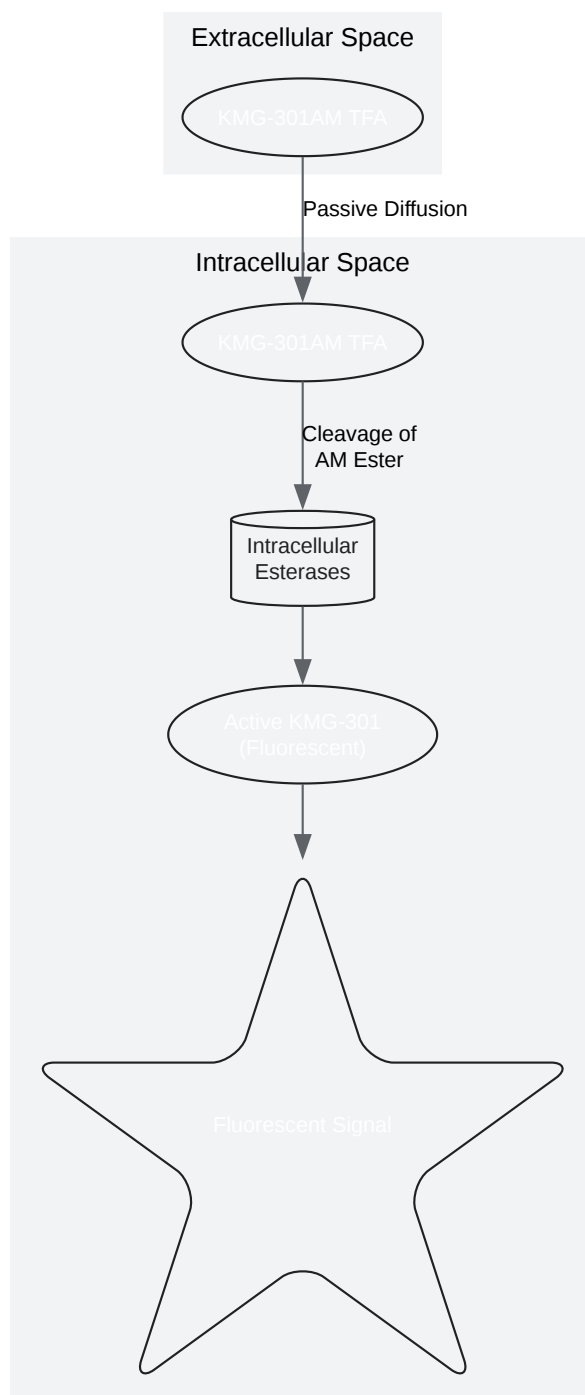 Extracellular Space
KMG-301AM TFA
Passive Diffusion
Intracellular Space
KMG-301AM TFA
Cleavage of
AM Ester
Intracellular
Esterases
Active KMG-301
(Fluorescent)
Fluorescent Signal